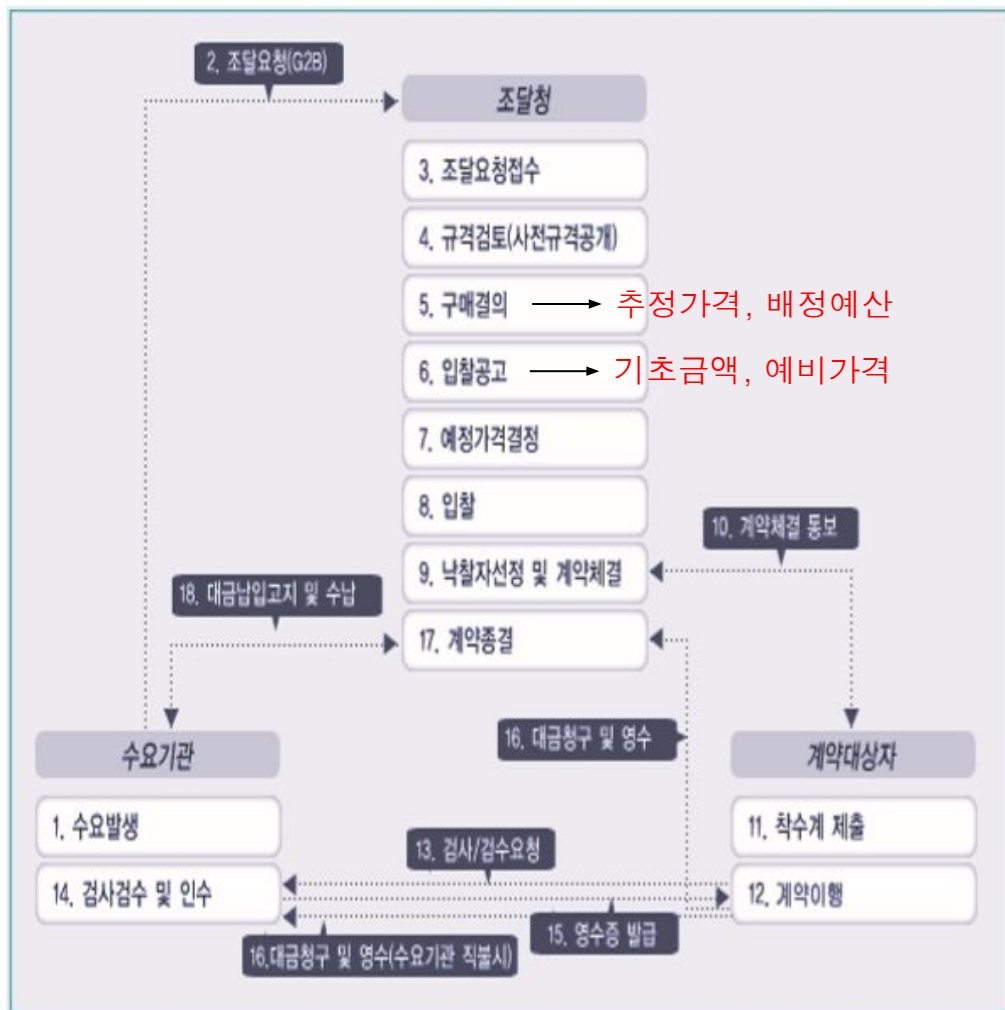 2. 조달요청(G2B)
조달청
3. 조달요청접수
4. 규격검토(사전규격공개)
5. 구매결의 추정가격, 배정예산
6. 입찰공고 기초금액, 예비가격
7. 예정가격결정
8. 입찰
10. 계약체결 통보
9. 낙찰자선정 및 계약체결
18. 대금납입고지 및 수납
17. 계약종결
16. 대금청구 및 영수
수요기관
계약대상자
1. 수요발생
11. 착수계 제출
13. 검사/검수요청
14. 검사검수 및 인수
12. 계약이행
15. 영수증 발급
16.대금청구 및 영수(수요기관 직불시)